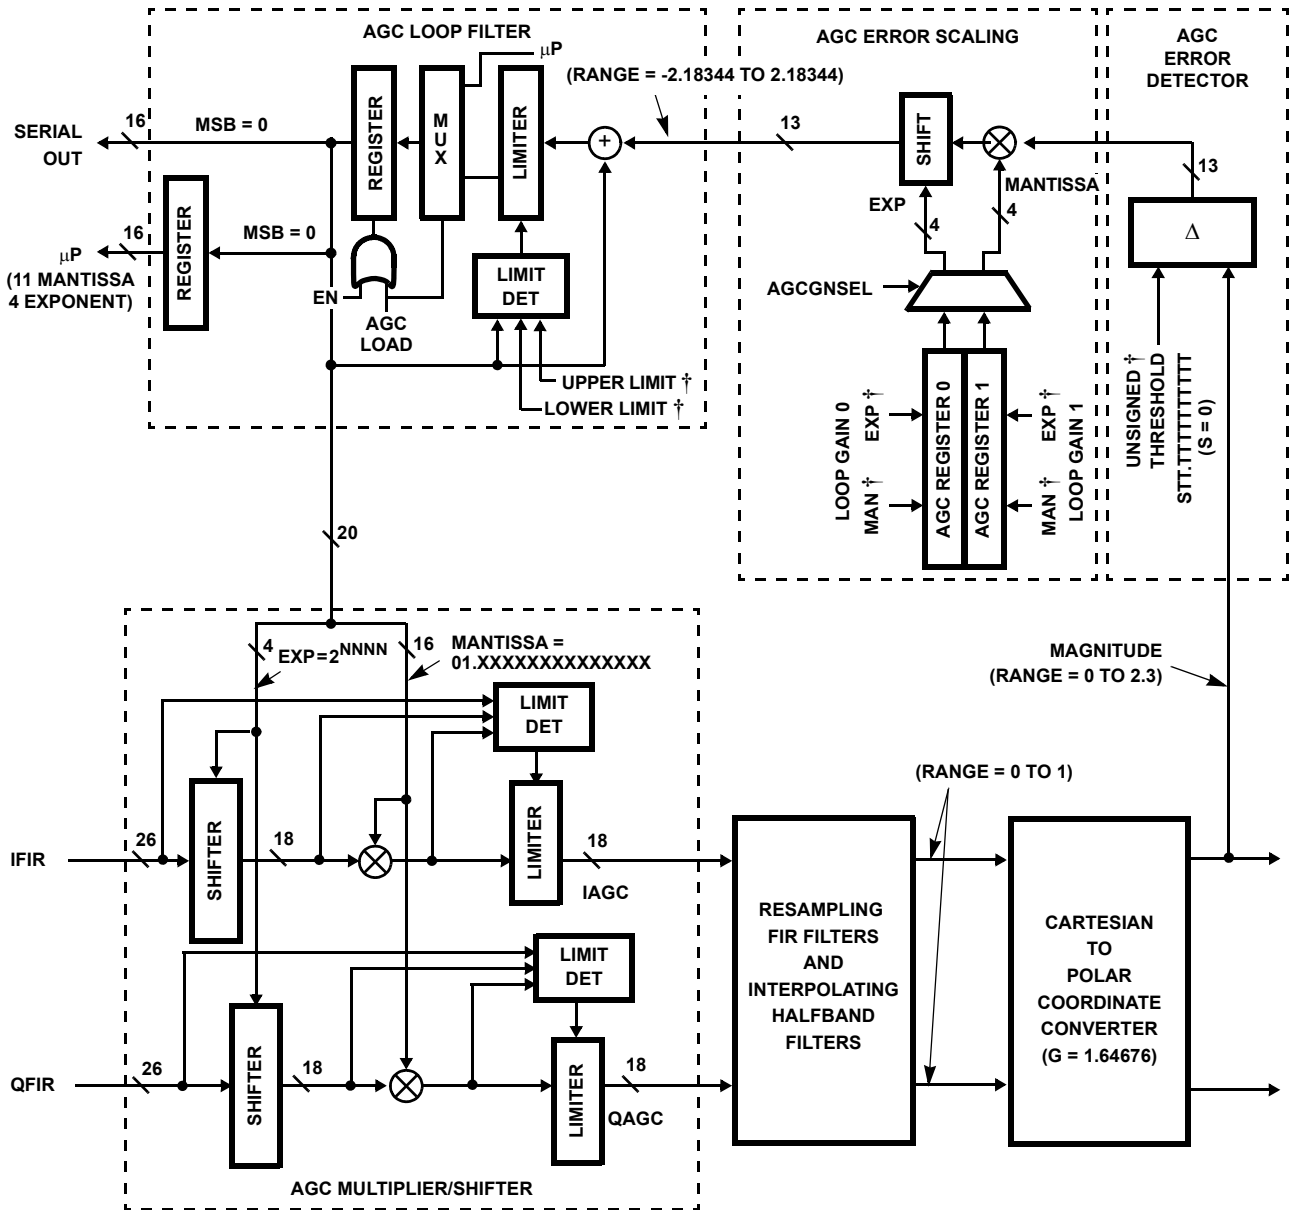 AGC LOOP FILTER
µP
SERIAL
OUT
16
MSB = 0
REGISTER
MUX
LIMITER
+
(RANGE = -2.18344 TO 2.18344)
REGISTER
16
MSB = 0
µP
(11 MANTISSA
4 EXPONENT)
EN
AGC
LOAD
LIMIT
DET
UPPER LIMIT †
LOWER LIMIT †
20
AGC ERROR SCALING
13
SHIFT
EXP
4
MANTISSA
4
AGCGNSEL
LOOP GAIN 0
EXP †
MAN †
AGC REGISTER 0
AGC REGISTER 1
EXP †
MAN †
LOOP GAIN 1
AGC
ERROR
DETECTOR
13
Δ
UNSIGNED †
THRESHOLD
STT.TTTTTTTTTT
(S = 0)
MAGNITUDE
(RANGE = 0 TO 2.3)
4
EXP=2^NNNN
16
MANTISSA =
01.XXXXXXXXXXXXXX
LIMIT
DET
IFIR
26
SHIFTER
18
LIMITER
18
IAGC
LIMIT
DET
QFIR
26
SHIFTER
18
LIMITER
18
QAGC
AGC MULTIPLIER/SHIFTER
(RANGE = 0 TO 1)
RESAMPLING
FIR FILTERS
AND
INTERPOLATING
HALFBAND
FILTERS
CARTESIAN
TO
POLAR
COORDINATE
CONVERTER
(G = 1.64676)